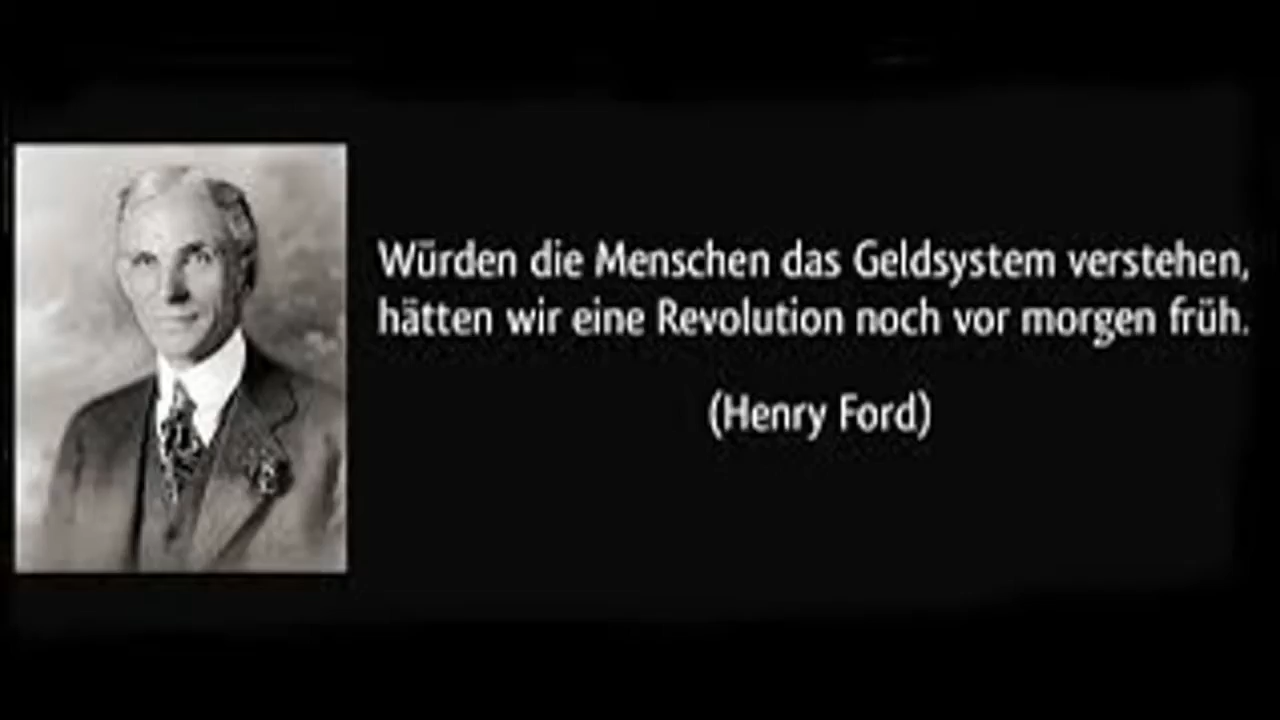 Würden die Menschen das Geldsystem verstehen,
hätten wir eine Revolution noch vor morgen früh.
(Henry Ford)